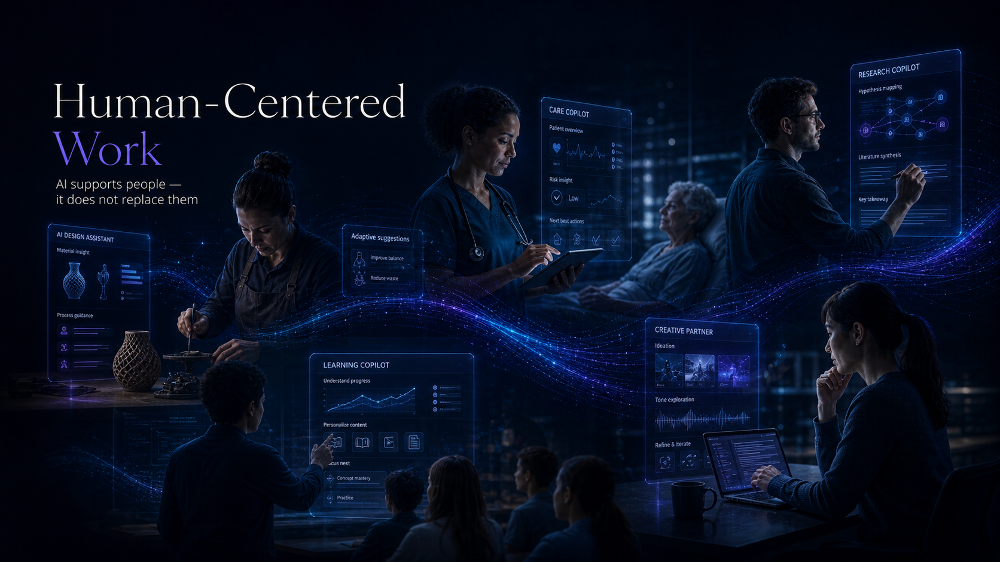 Human-Centered
Work
AI supports people —
it does not replace them
AI DESIGN ASSISTANT
Material insight
Process guidance
Adaptive suggestions
Improve balance
Reduce waste
CARE COPILOT
Patient overview
Risk insight
Low
Next best actions
RESEARCH COPILOT
Hypothesis mapping
Literature synthesis
Key takeaway
LEARNING COPILOT
Understand progress
Personalize content
ocus next
Concept mastery
Practice
CREATIVE PARTNER
Ideation
Tone exploration
Refine & iterate